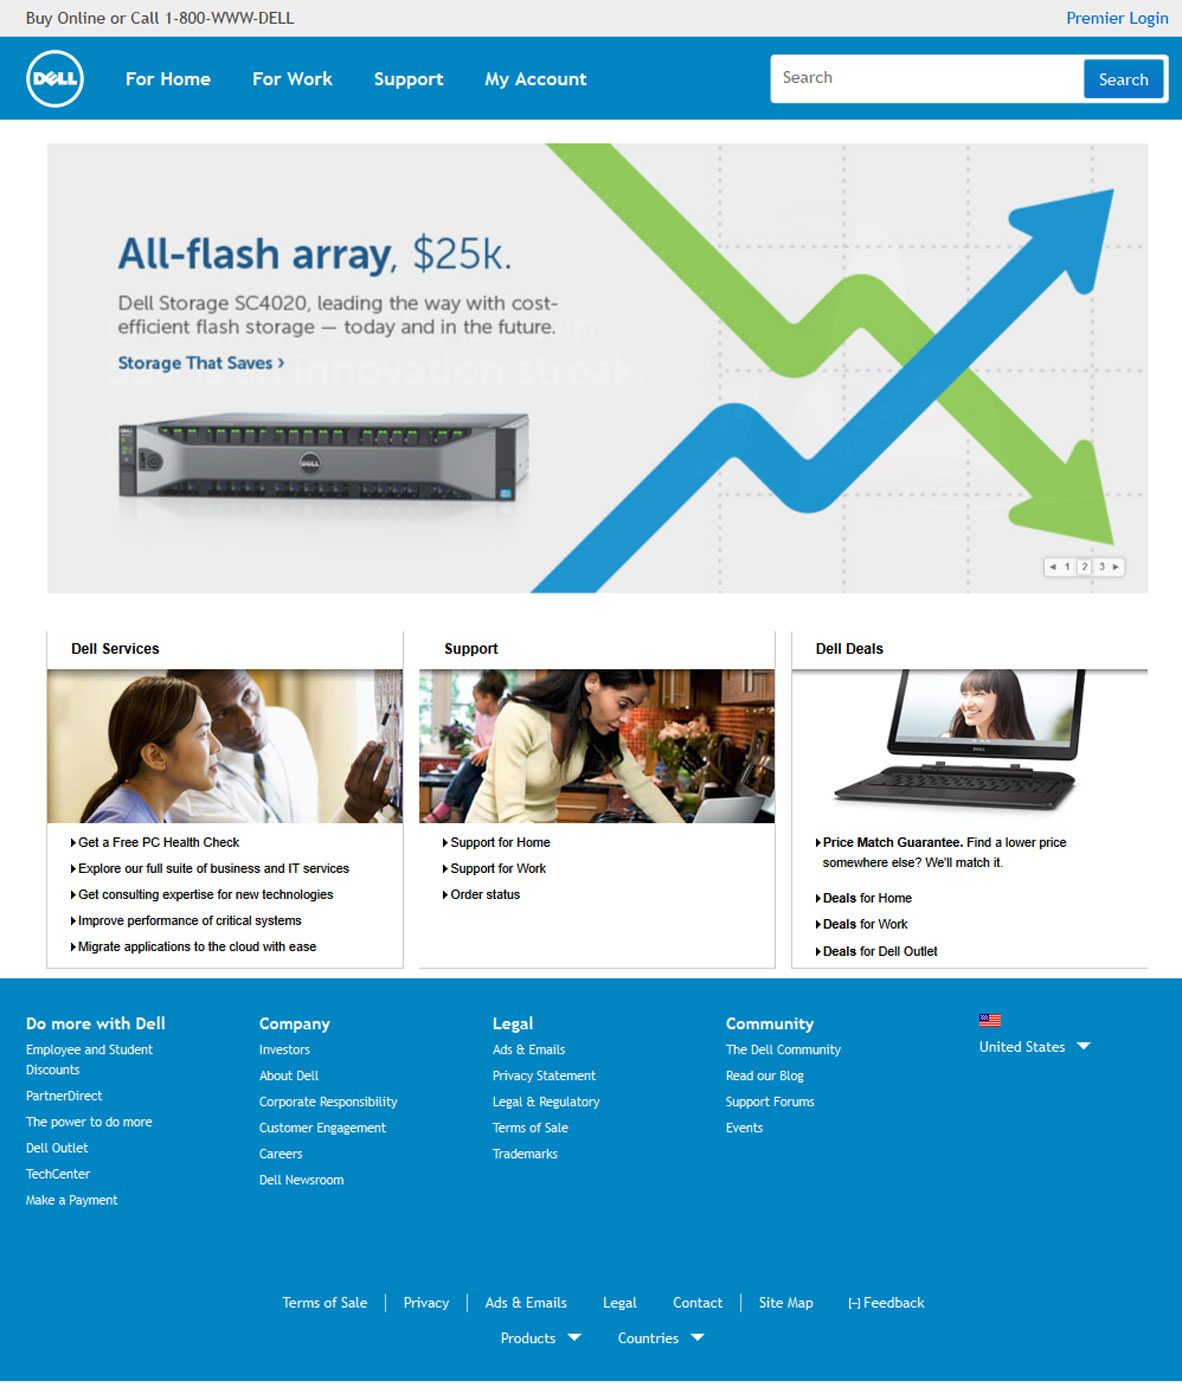 Buy Online or Call 1-800-WWW-DELL
Premier Login
DELL
For Home
For Work
Support
My Account
Search
Search
All-flash array, $25k.
Dell Storage SC4020, leading the way with cost-
efficient flash storage — today and in the future.
Storage That Saves ›
innovation streak.
DELL
1 2 3
Dell Services
Get a Free PC Health Check
Explore our full suite of business and IT services
Get consulting expertise for new technologies
Improve performance of critical systems
Migrate applications to the cloud with ease
Support
Support for Home
Support for Work
Order status
Dell Deals
DELL
Price Match Guarantee. Find a lower price
somewhere else? We'll match it.
Deals for Home
Deals for Work
Deals for Dell Outlet
Do more with Dell
Employee and Student
Discounts
PartnerDirect
The power to do more
Dell Outlet
TechCenter
Make a Payment
Company
Investors
About Dell
Corporate Responsibility
Customer Engagement
Careers
Dell Newsroom
Legal
Ads & Emails
Privacy Statement
Legal & Regulatory
Terms of Sale
Trademarks
Community
The Dell Community
Read our Blog
Support Forums
Events
United States
Terms of Sale | Privacy | Ads & Emails Legal Contact | Site Map [-] Feedback
Products Countries